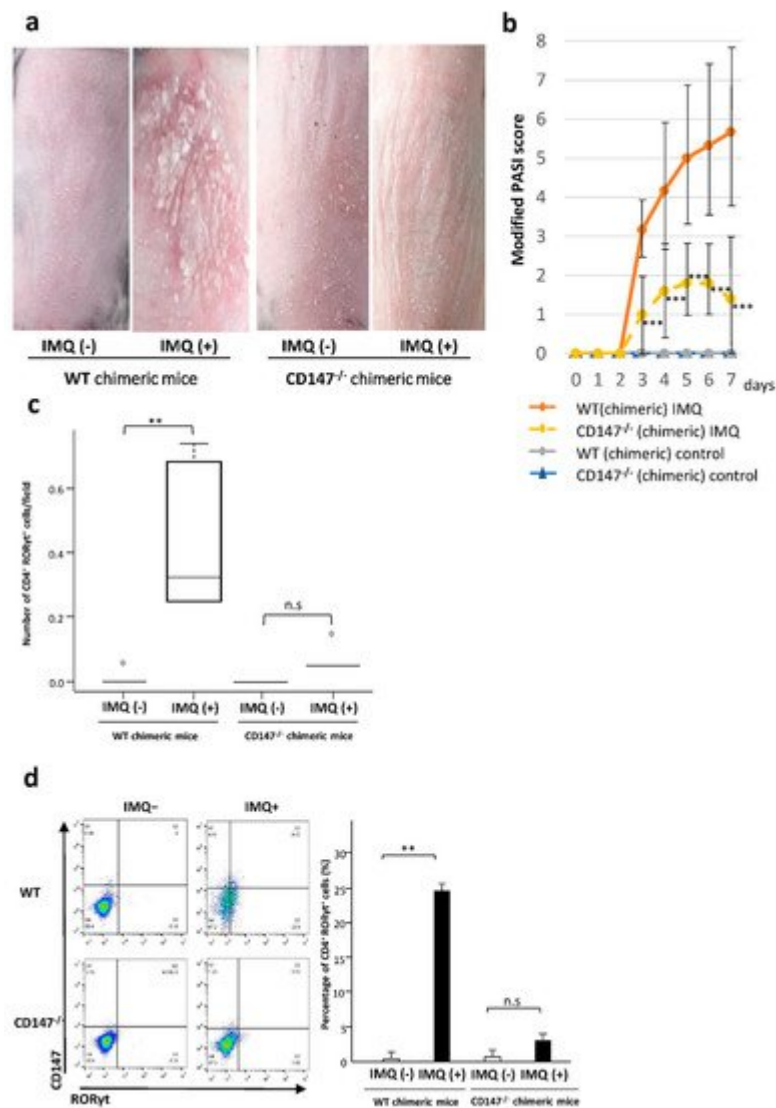 a
IMQ (-) IMQ (+) IMQ (-) IMQ (+)
WT chimeric mice CD147-/- chimeric mice
b
Modified PASI score
8
7
6
5
4
3
2
1
0
0 1 2 3 4 5 6 7 days
*** *** *** *** ***
WT(chimeric) IMQ
CD147-/- (chimeric) IMQ
WT (chimeric) control
CD147-/- (chimeric) control
c
Number of CD4+ RORγt+ cells/field
0.6
0.4
0.2
0.0
**
n.s
IMQ (-) IMQ (+) IMQ (-) IMQ (+)
WT chimeric mice CD147-/- chimeric mice
d
IMQ− IMQ+
WT
CD147-/-
CD147
RORγt
Percentage of CD4+ RORγt+ cells (%)
30
25
20
15
10
5
0
**
n.s
IMQ (-) IMQ (+) IMQ (-) IMQ (+)
WT chimeric mice CD147-/- chimeric mice